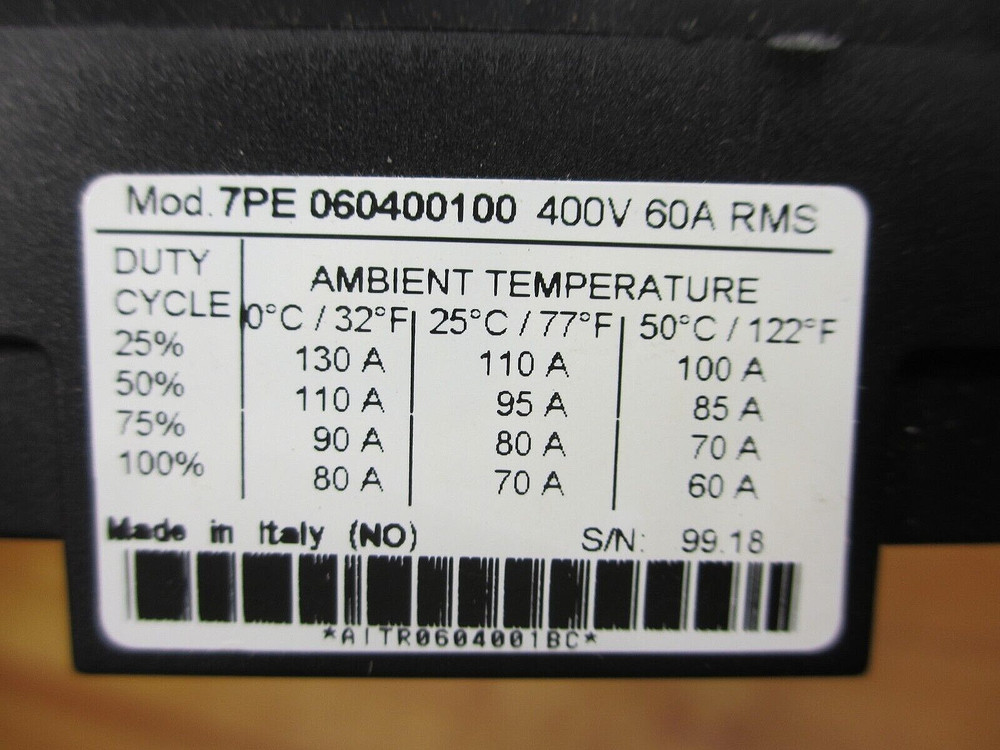 Mod. 7PE 060400100 400V 60A RMS
DUTY CYCLE AMBIENT TEMPERATURE
0°C / 32°F 25°C / 77°F 50°C / 122°F
25% 130 A 110 A 100 A
50% 110 A 95 A 85 A
75% 90 A 80 A 70 A
100% 80 A 70 A 60 A
Made in Italy (NO) S/N: 99.18
*AITR0604001BC*